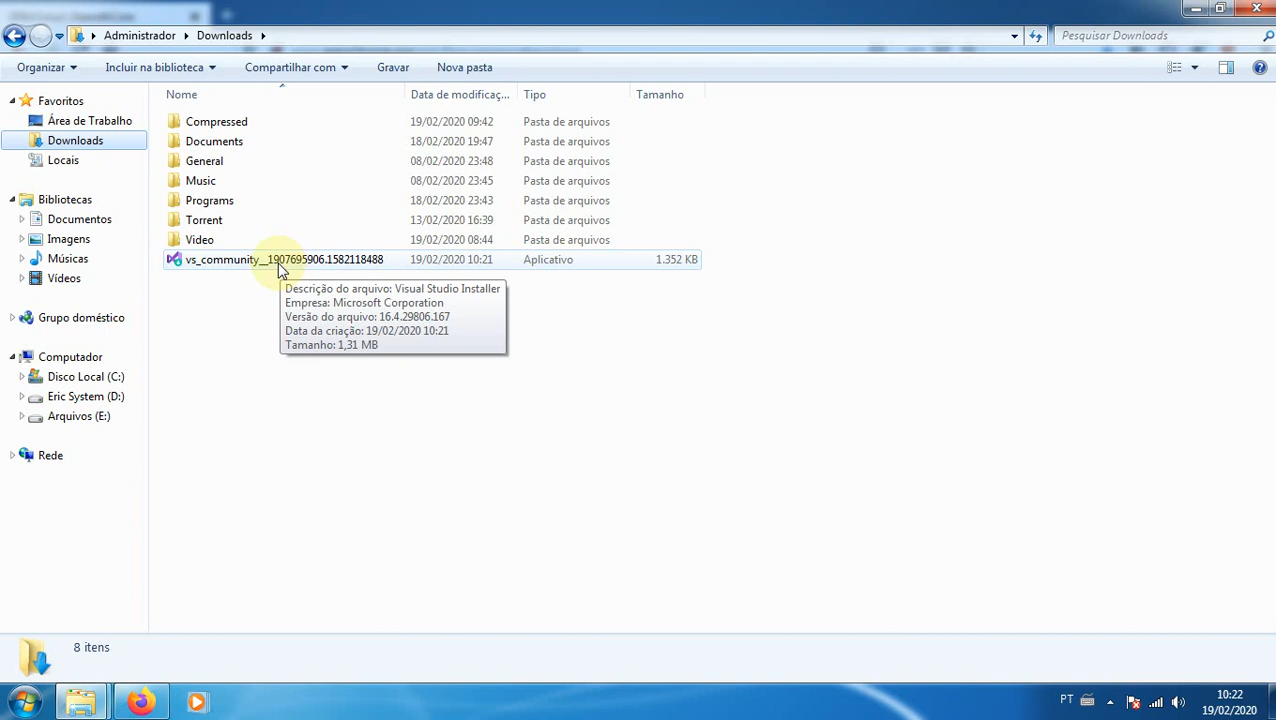 Administrador
Downloads
Pesquisar Downloads
Organizar
Incluir na biblioteca
Compartilhar com
Gravar
Nova pasta
Nome
Data de modificaç...
Tipo
Tamanho
Favoritos
Área de Trabalho
Downloads
Locais
Bibliotecas
Documentos
Imagens
Músicas
Vídeos
Grupo doméstico
Computador
Disco Local (C:)
Eric System (D:)
Arquivos (E:)
Rede
Compressed 19/02/2020 09:42 Pasta de arquivos
Documents 18/02/2020 19:47 Pasta de arquivos
General 08/02/2020 23:48 Pasta de arquivos
Music 08/02/2020 23:45 Pasta de arquivos
Programs 18/02/2020 23:43 Pasta de arquivos
Torrent 13/02/2020 16:39 Pasta de arquivos
Video 19/02/2020 08:44 Pasta de arquivos
vs_community__1907695906.1582118488 19/02/2020 10:21 Aplicativo 1.352 KB
Descrição do arquivo: Visual Studio Installer
Empresa: Microsoft Corporation
Versão do arquivo: 16.4.29806.167
Data da criação: 19/02/2020 10:21
Tamanho: 1,31 MB
8 itens
PT
10:22
19/02/2020